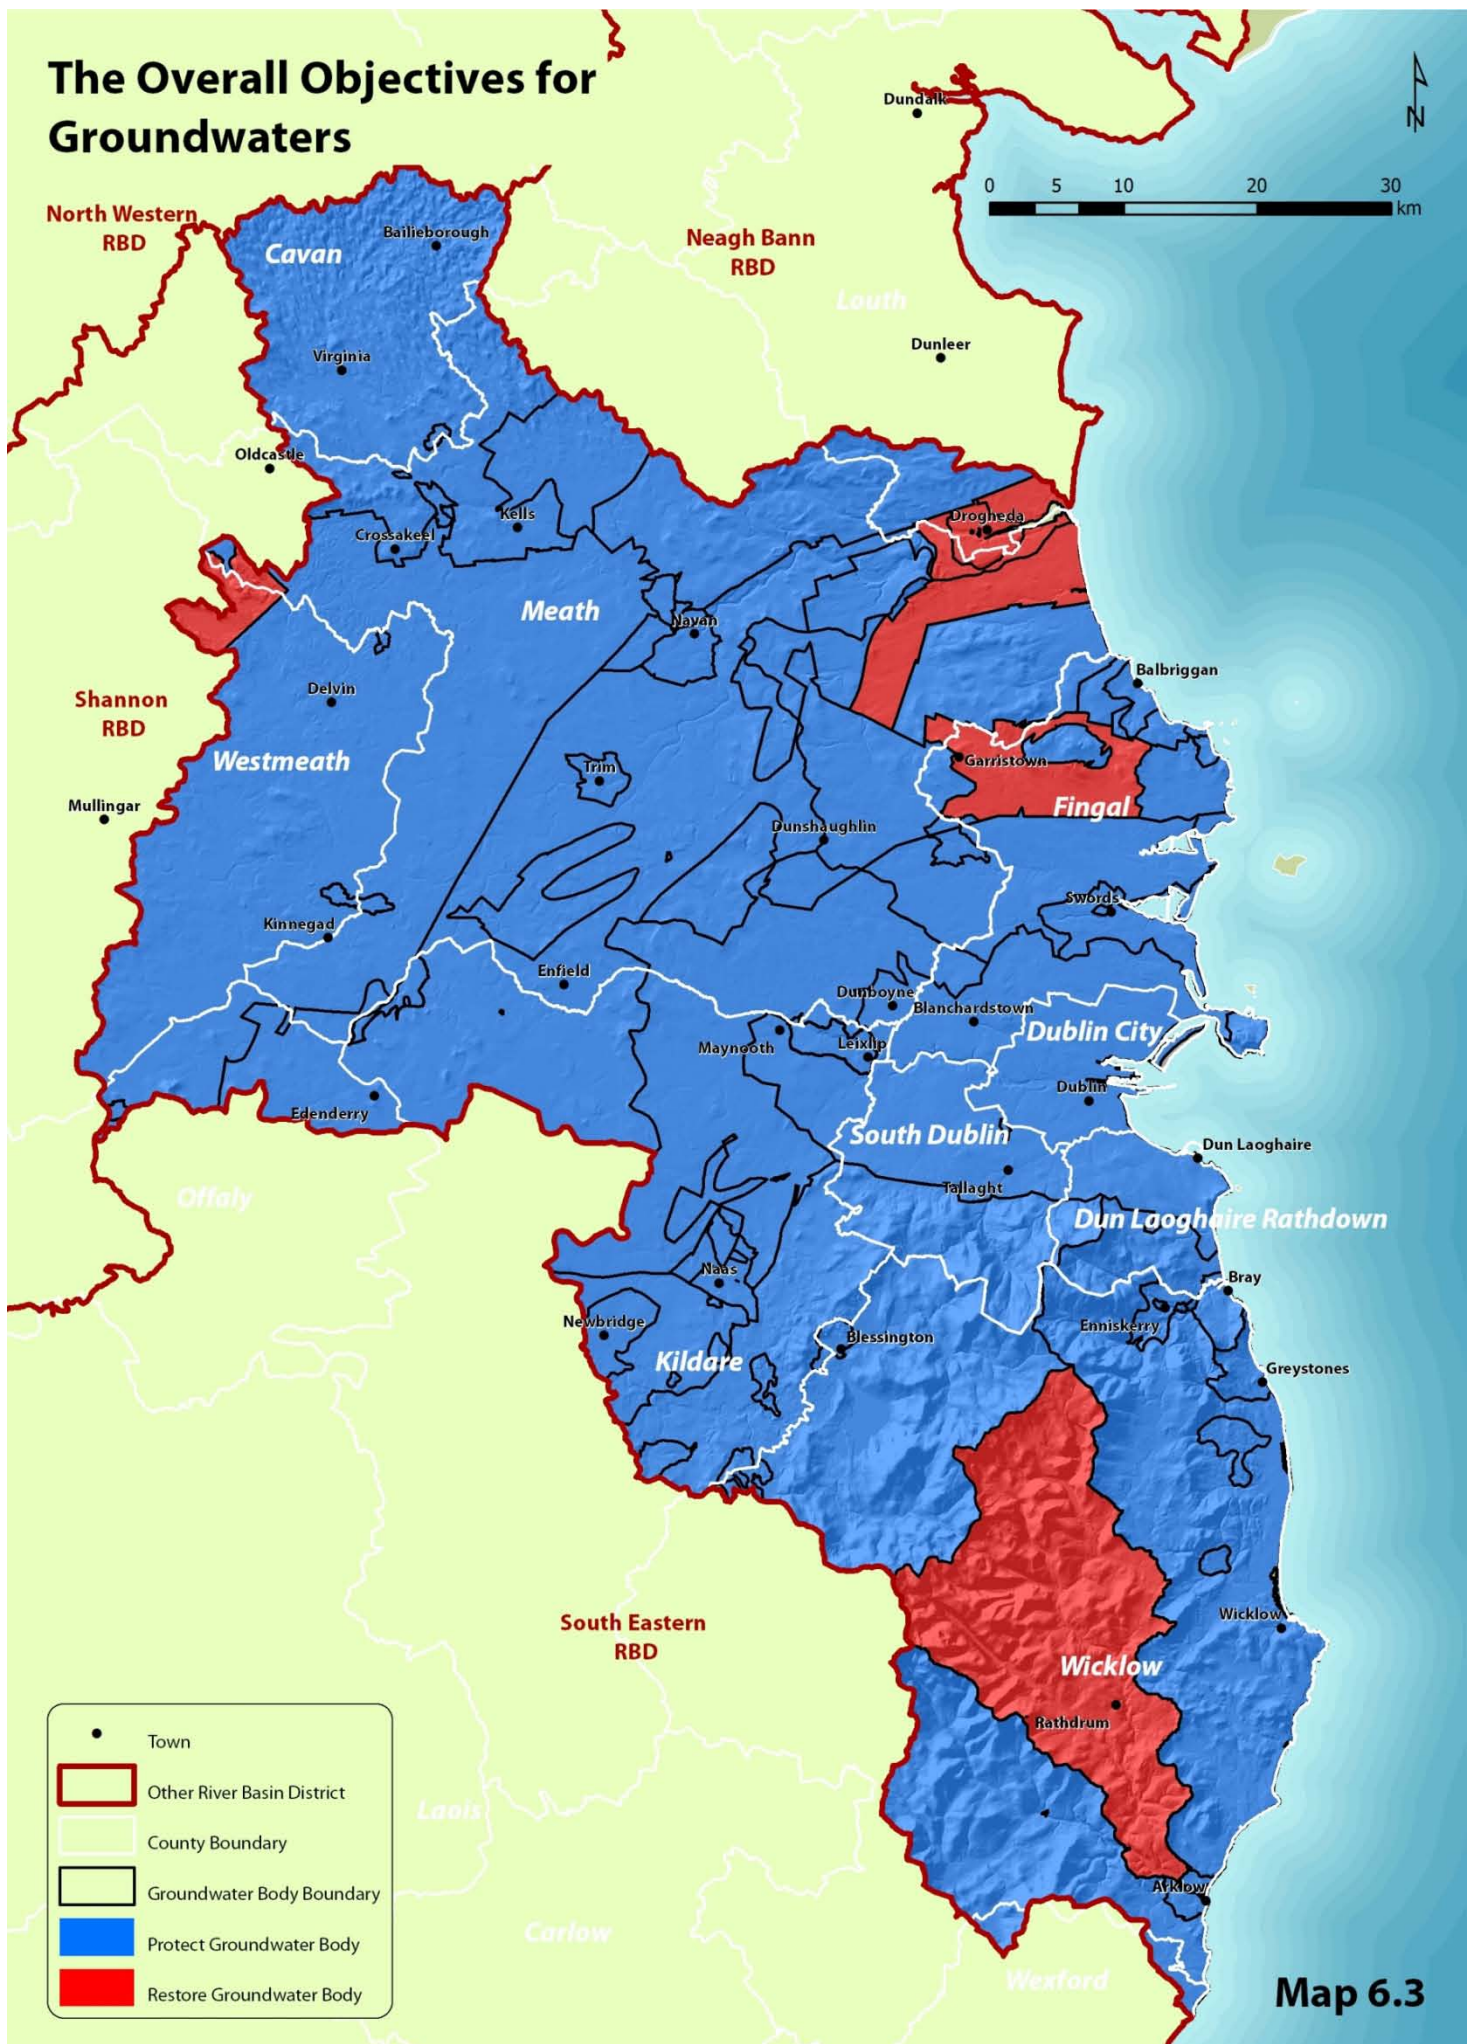 The Overall Objectives for
Groundwaters
Dundalk
N
0 5 10 20 30
km
North Western
RBD
Cavan
Bailieborough
Neagh Bann
RBD
Louth
Virginia
Dunleer
Oldcastle
Kells
Drogheda
Crossakeel
Meath
Navan
Balbriggan
Shannon
RBD
Delvin
Westmeath
Trim
Garristown
Mullingar
Fingal
Dunshaughlin
Swords
Kinnegad
Enfield
Dunboyne
Blanchardstown
Dublin City
Maynooth
Leixlip
Dublin
Edenderry
South Dublin
Dun Laoghaire
Tallaght
Offaly
Dun Laoghaire Rathdown
Naas
Bray
Newbridge
Enniskerry
Blessington
Kildare
Greystones
Wicklow
South Eastern
RBD
Wicklow
Rathdrum
Laois
Arklow
Carlow
Wexford
Town
Other River Basin District
County Boundary
Groundwater Body Boundary
Protect Groundwater Body
Restore Groundwater Body
Map 6.3